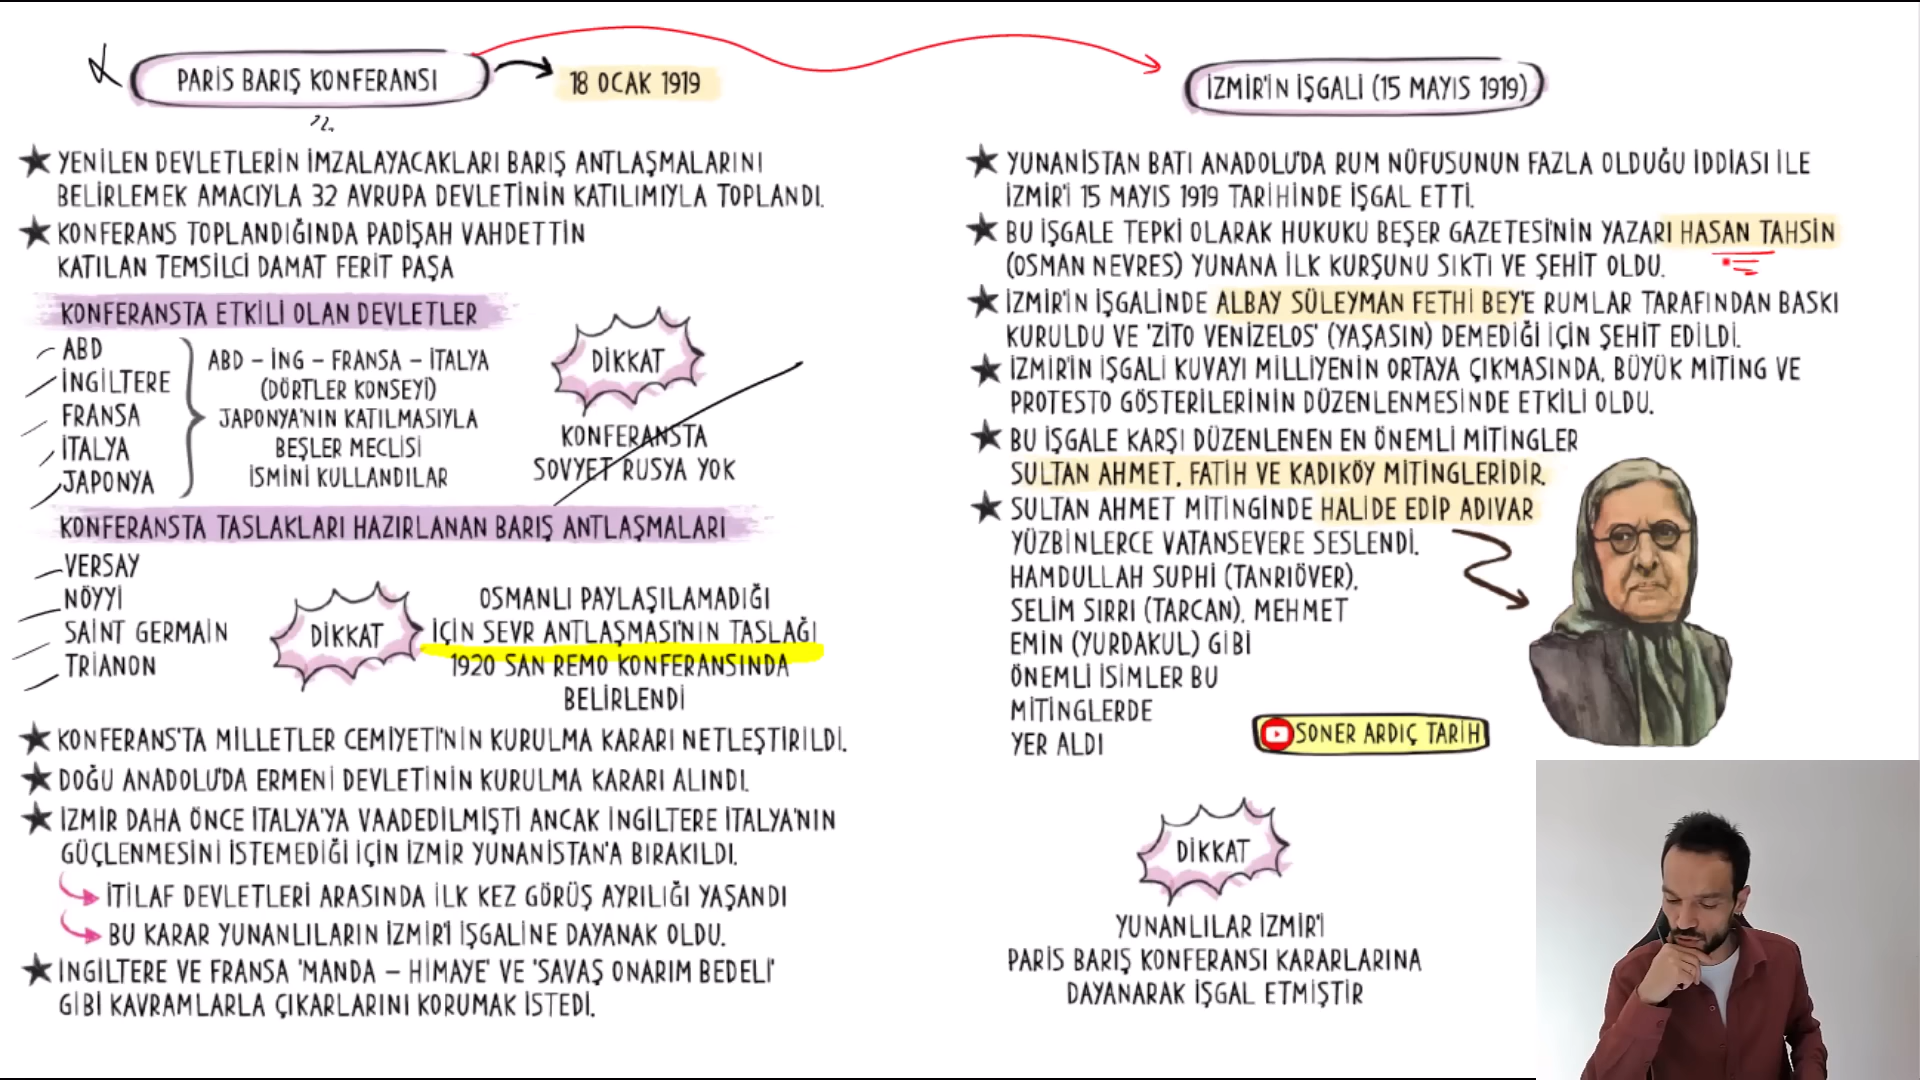 PARİS BARIŞ KONFERANSI
18 OCAK 1919
YENİLEN DEVLETLERİN İMZALAYACAKLARI BARIŞ ANTLAŞMALARINI
BELİRLEMEK AMACIYLA 32 AVRUPA DEVLETİNİN KATILIMIYLA TOPLANDI.
KONFERANS TOPLANDIĞINDA PADİŞAH VAHDETTİN
KATILAN TEMSİLCİ DAMAT FERİT PAŞA
KONFERANSTA ETKİLİ OLAN DEVLETLER
ABD
İNGİLTERE
FRANSA
İTALYA
JAPONYA
ABD – İNG – FRANSA – İTALYA
(DÖRTLER KONSEYİ)
JAPONYA'NIN KATILMASIYLA
BEŞLER MECLİSİ
İSMİNİ KULLANDILAR
DİKKAT
KONFERANSTA
SOVYET RUSYA YOK
KONFERANSTA TASLAKLARI HAZIRLANAN BARIŞ ANTLAŞMALARI
VERSAY
NÖYYİ
SAINT GERMAIN
TRİANON
DİKKAT
OSMANLI PAYLAŞILAMADIĞI
İÇİN SEVR ANTLAŞMASI'NIN TASLAĞI
1920 SAN REMO KONFERANSINDA
BELİRLENDİ
KONFERANS'TA MİLLETLER CEMİYETİ'NİN KURULMA KARARI NETLEŞTİRİLDİ.
DOĞU ANADOLU'DA ERMENİ DEVLETİNİN KURULMA KARARI ALINDI.
İZMİR DAHA ÖNCE İTALYA'YA VAADEDİLMİŞTİ ANCAK İNGİLTERE İTALYA'NIN
GÜÇLENMESİNİ İSTEMEDİĞİ İÇİN İZMİR YUNANİSTAN'A BIRAKILDI.
İTİLAF DEVLETLERİ ARASINDA İLK KEZ GÖRÜŞ AYRILIĞI YAŞANDI
BU KARAR YUNANLILARIN İZMİR'İ İŞGALİNE DAYANAK OLDU.
İNGİLTERE VE FRANSA 'MANDA – HİMAYE' VE 'SAVAŞ ONARIM BEDELİ'
GİBİ KAVRAMLARLA ÇIKARLARINI KORUMAK İSTEDİ.
İZMİR'İN İŞGALİ (15 MAYIS 1919)
YUNANİSTAN BATI ANADOLU'DA RUM NÜFUSUNUN FAZLA OLDUĞU İDDİASI İLE
İZMİR'İ 15 MAYIS 1919 TARİHİNDE İŞGAL ETTİ.
BU İŞGALE TEPKİ OLARAK HUKUKU BEŞER GAZETESİ'NİN YAZARI HASAN TAHSİN
(OSMAN NEVRES) YUNANA İLK KURŞUNU SIKTI VE ŞEHİT OLDU.
İZMİR'İN İŞGALİNDE ALBAY SÜLEYMAN FETHİ BEY'E RUMLAR TARAFINDAN BASKI
KURULDU VE 'ZİTO VENİZELOS' (YAŞASIN) DEMEDİĞİ İÇİN ŞEHİT EDİLDİ.
İZMİR'İN İŞGALİ KUVAYI MİLLİYENİN ORTAYA ÇIKMASINDA, BÜYÜK MİTİNG VE
PROTESTO GÖSTERİLERİNİN DÜZENLENMESİNDE ETKİLİ OLDU.
BU İŞGALE KARŞI DÜZENLENEN EN ÖNEMLİ MİTİNGLER
SULTAN AHMET, FATİH VE KADIKÖY MİTİNGLERİDİR.
SULTAN AHMET MİTİNGİNDE HALİDE EDİP ADIVAR
YÜZBİNLERCE VATANSEVERE SESLENDİ.
HAMDULLAH SUPHİ (TANRIÖVER),
SELİM SIRRI (TARCAN), MEHMET
EMİN (YURDAKUL) GİBİ
ÖNEMLİ İSİMLER BU
MİTİNGLERDE
YER ALDI
SONER ARDIÇ TARİH
DİKKAT
YUNANLILAR İZMİR'İ
PARİS BARIŞ KONFERANSI KARARLARINA
DAYANARAK İŞGAL ETMİŞTİR